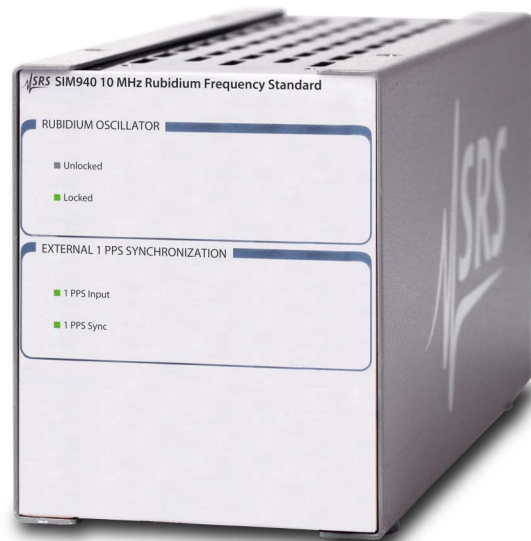 SRS SIM940 10 MHz Rubidium Frequency Standard
RUBIDIUM OSCILLATOR
Unlocked
Locked
EXTERNAL 1 PPS SYNCHRONIZATION
1 PPS Input
1 PPS Sync
SRS